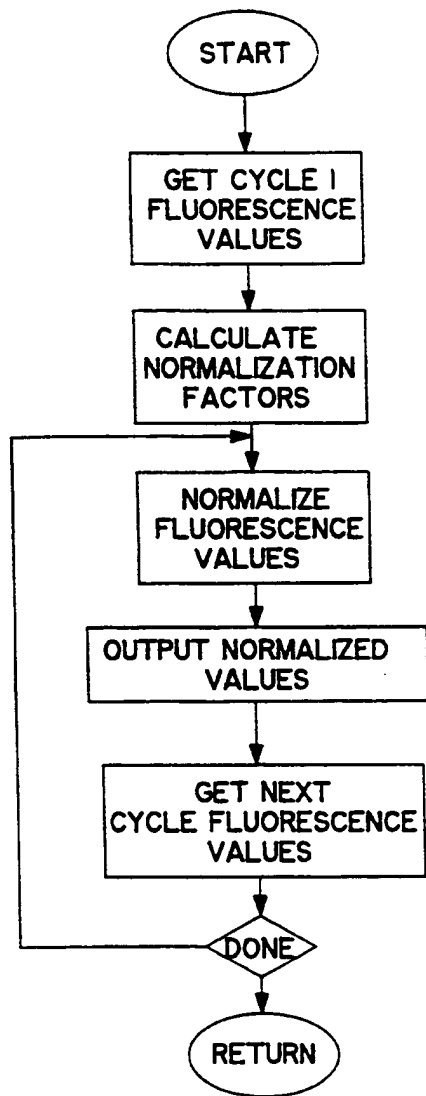 START
GET CYCLE 1
FLUORESCENCE
VALUES
CALCULATE
NORMALIZATION
FACTORS
NORMALIZE
FLUORESCENCE
VALUES
OUTPUT NORMALIZED
VALUES
GET NEXT
CYCLE FLUORESCENCE
VALUES
DONE
RETURN